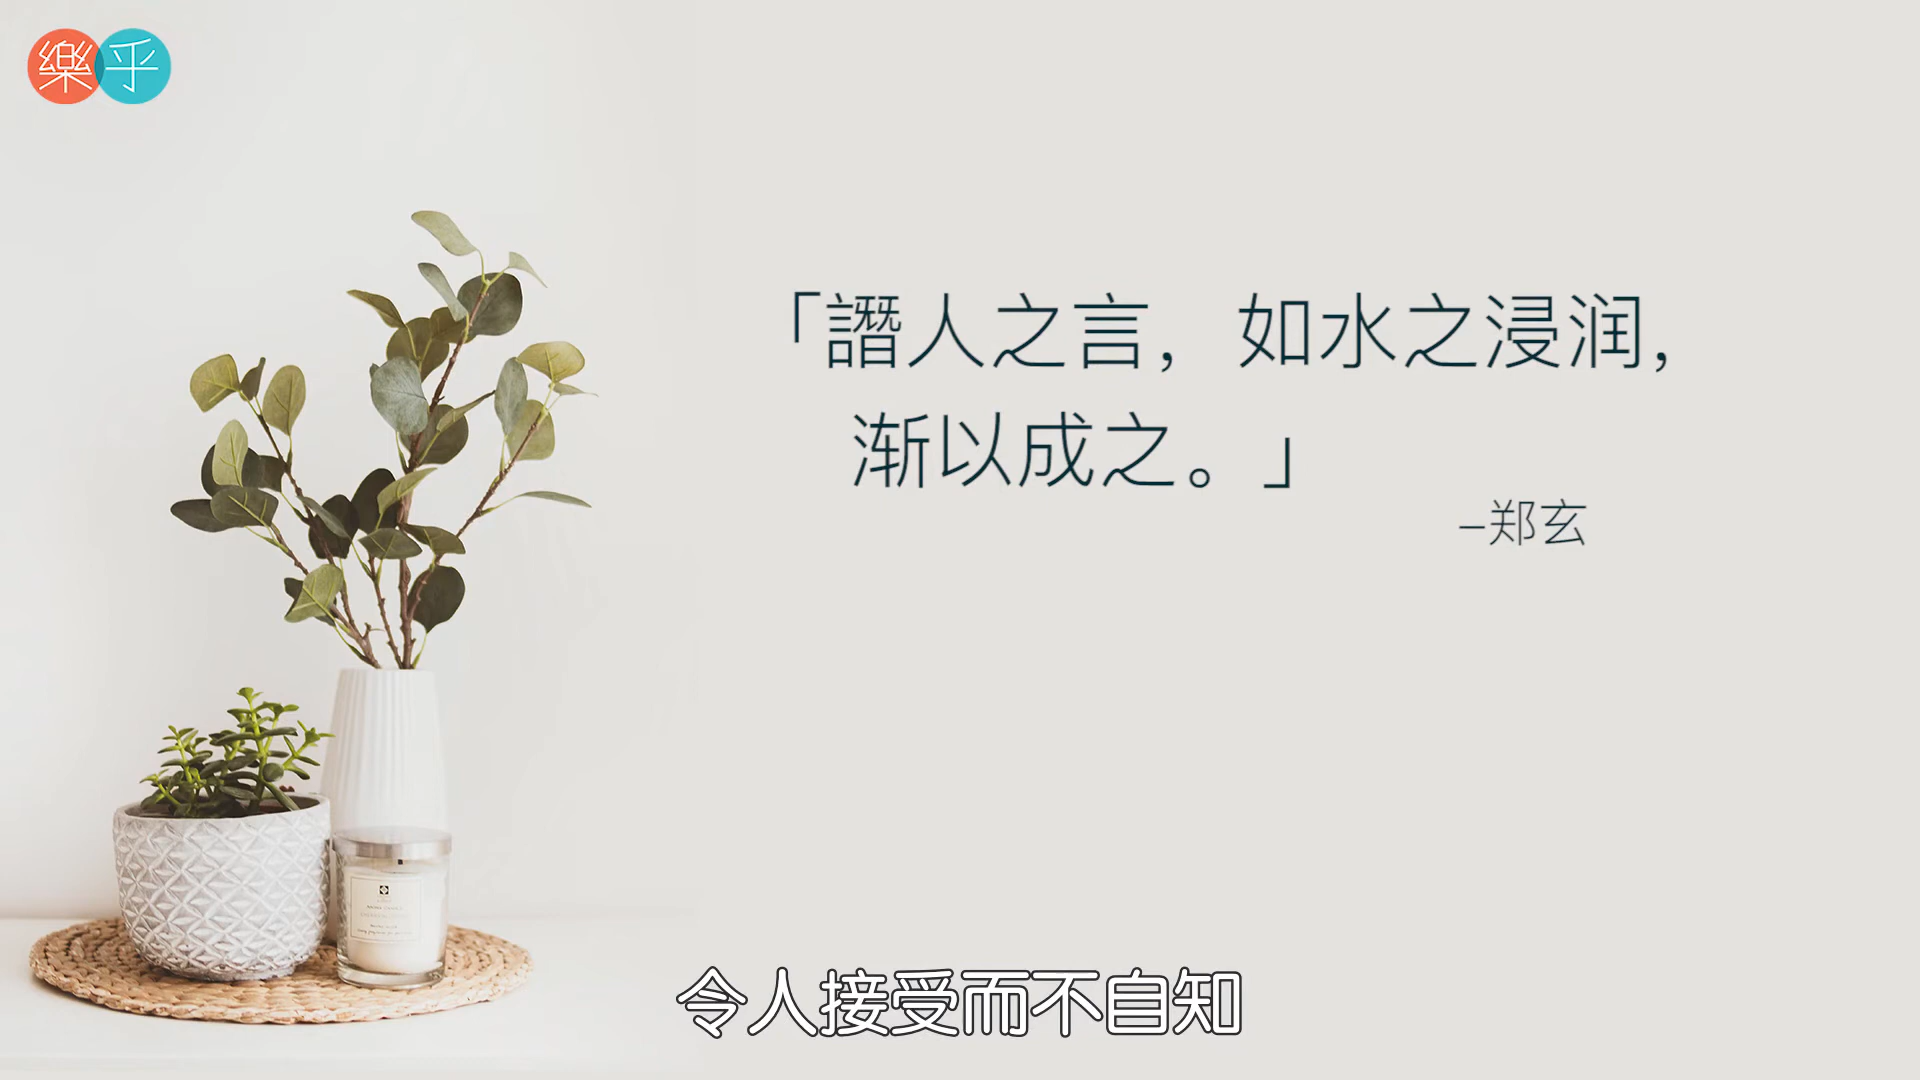 樂乎
「譖人之言，如水之浸润，
渐以成之。」
–郑玄
令人接受而不自知